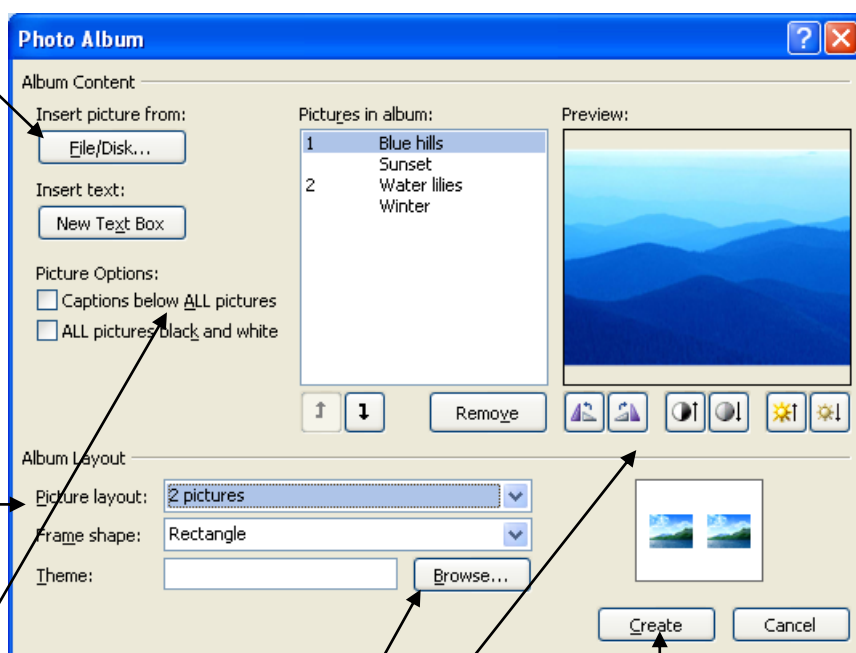 Photo Album
Album Content
Insert picture from:
File/Disk...
Insert text:
New Text Box
Picture Options:
Captions below ALL pictures
ALL pictures black and white
Pictures in album:
1 Blue hills
Sunset
2 Water lilies
Winter
Remove
Preview:
Album Layout
Picture layout: 2 pictures
Frame shape: Rectangle
Theme: Browse...
Create Cancel